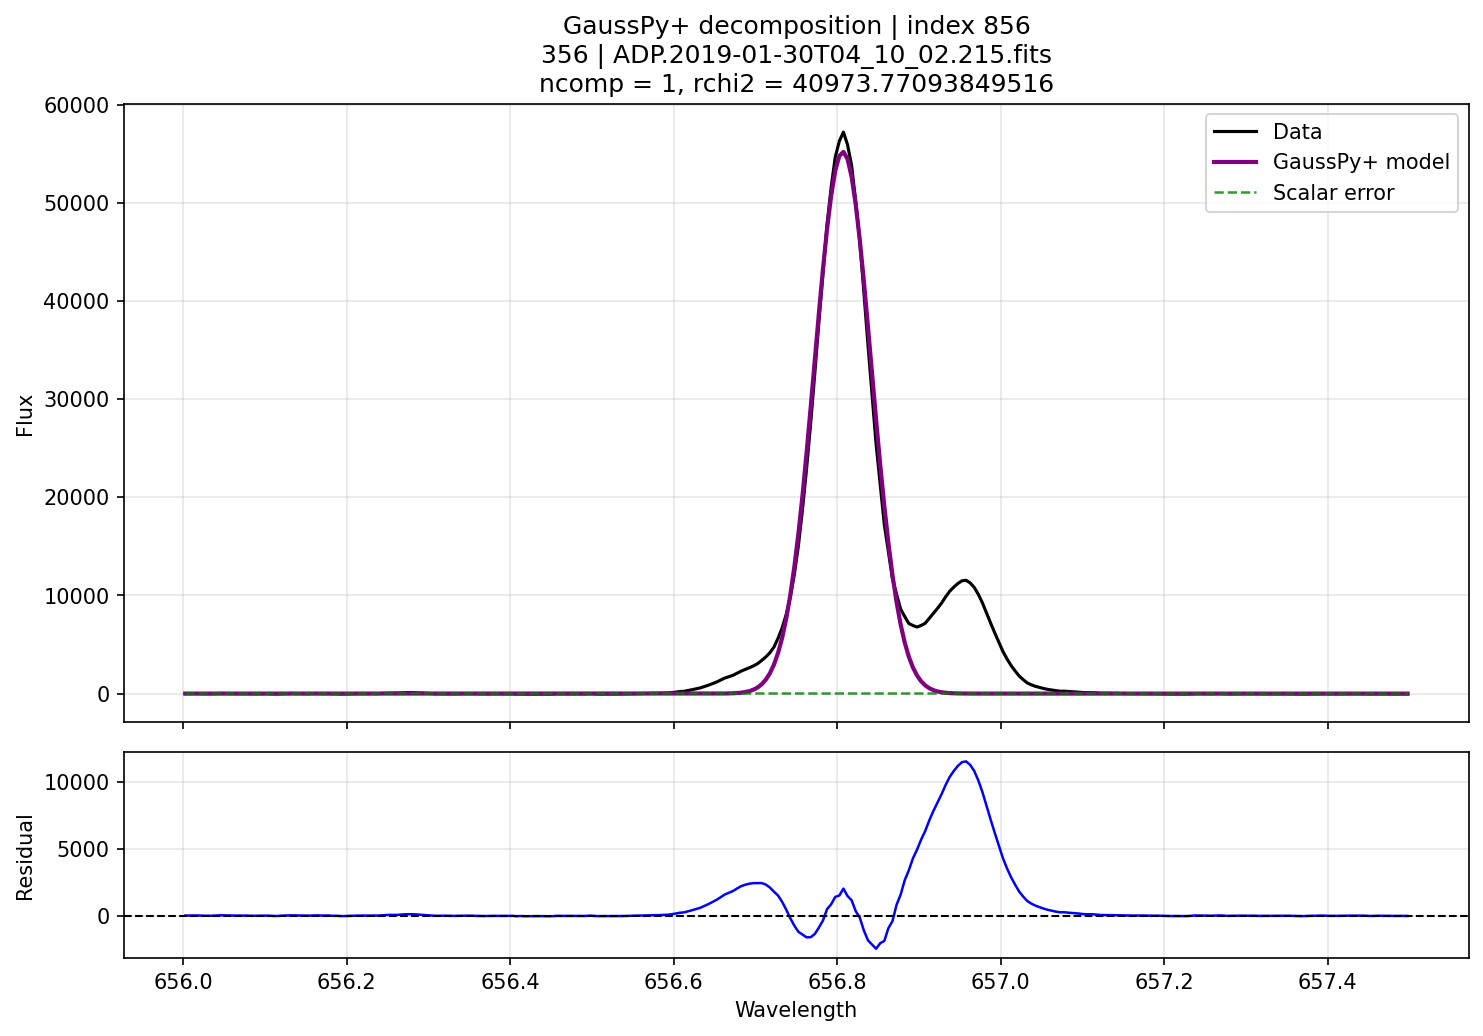 GaussPy+ decomposition | index 856
356 | ADP.2019-01-30T04_10_02.215.fits
ncomp = 1, rchi2 = 40973.77093849516
60000
50000
40000
30000
20000
10000
0
Flux
Data
GaussPy+ model
Scalar error
10000
5000
0
Residual
656.0 656.2 656.4 656.6 656.8 657.0 657.2 657.4
Wavelength